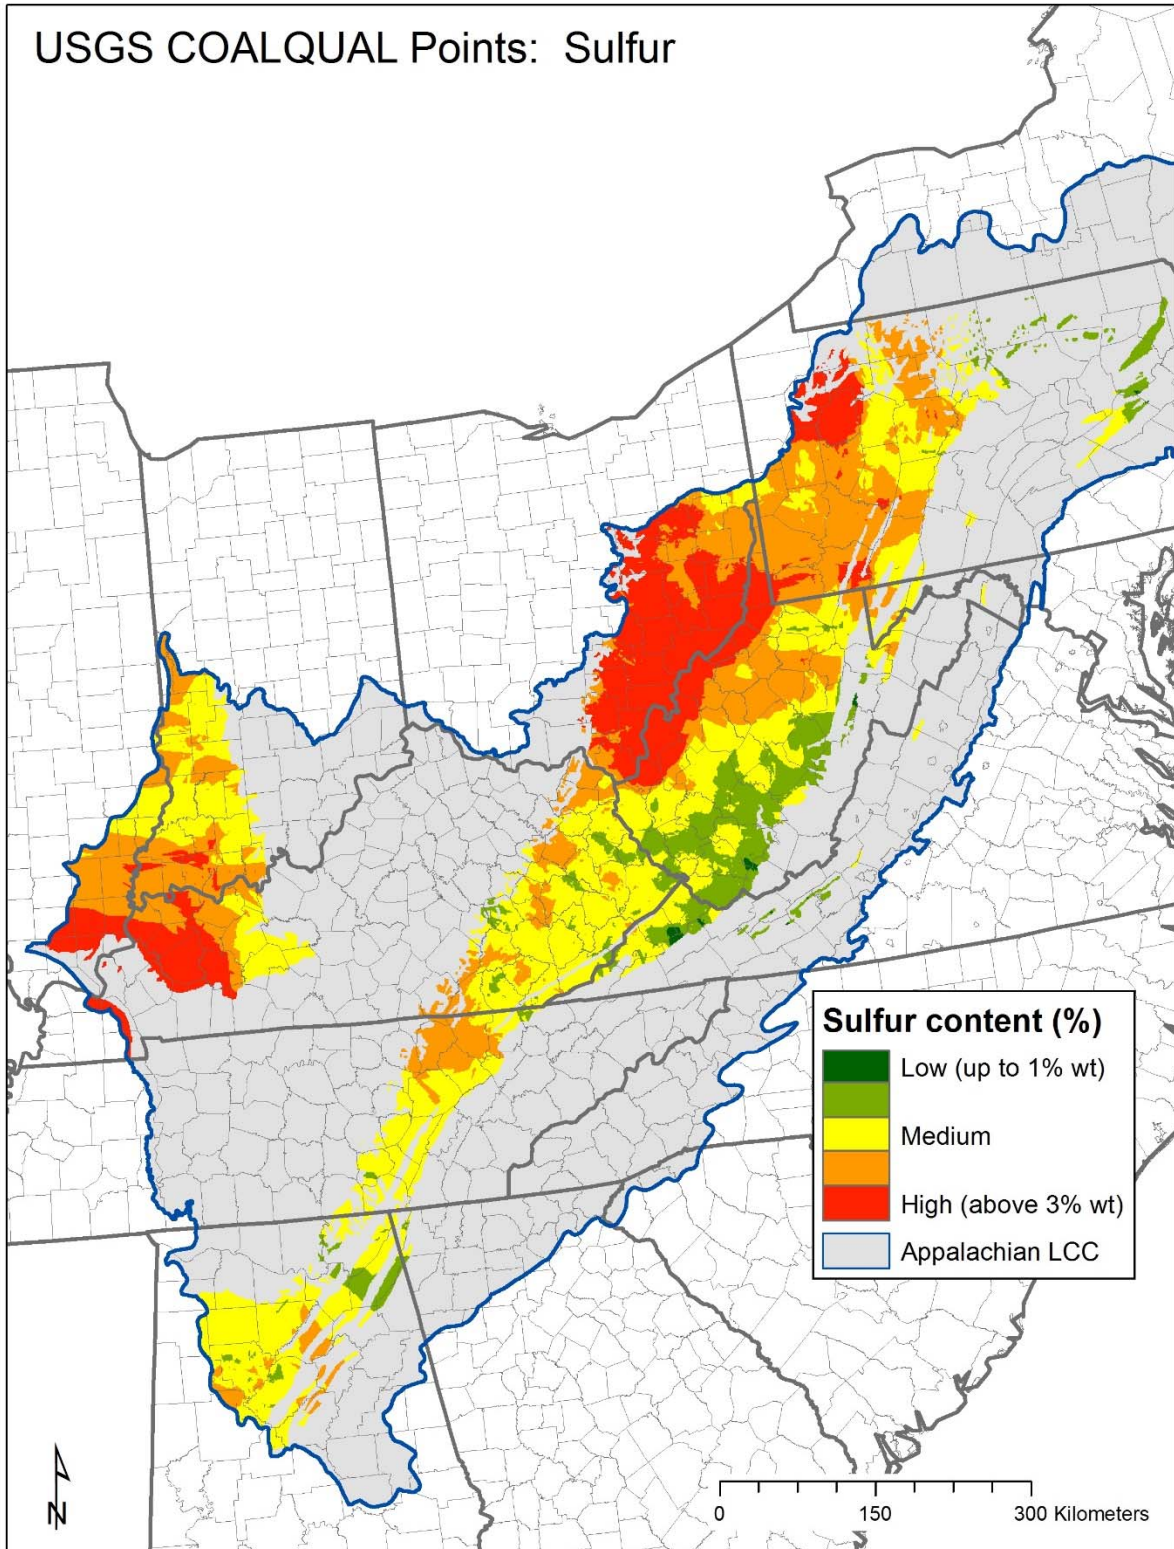 USGS COALQUAL Points: Sulfur
Sulfur content (%)
Low (up to 1% wt)
Medium
High (above 3% wt)
Appalachian LCC
N
0 150 300 Kilometers